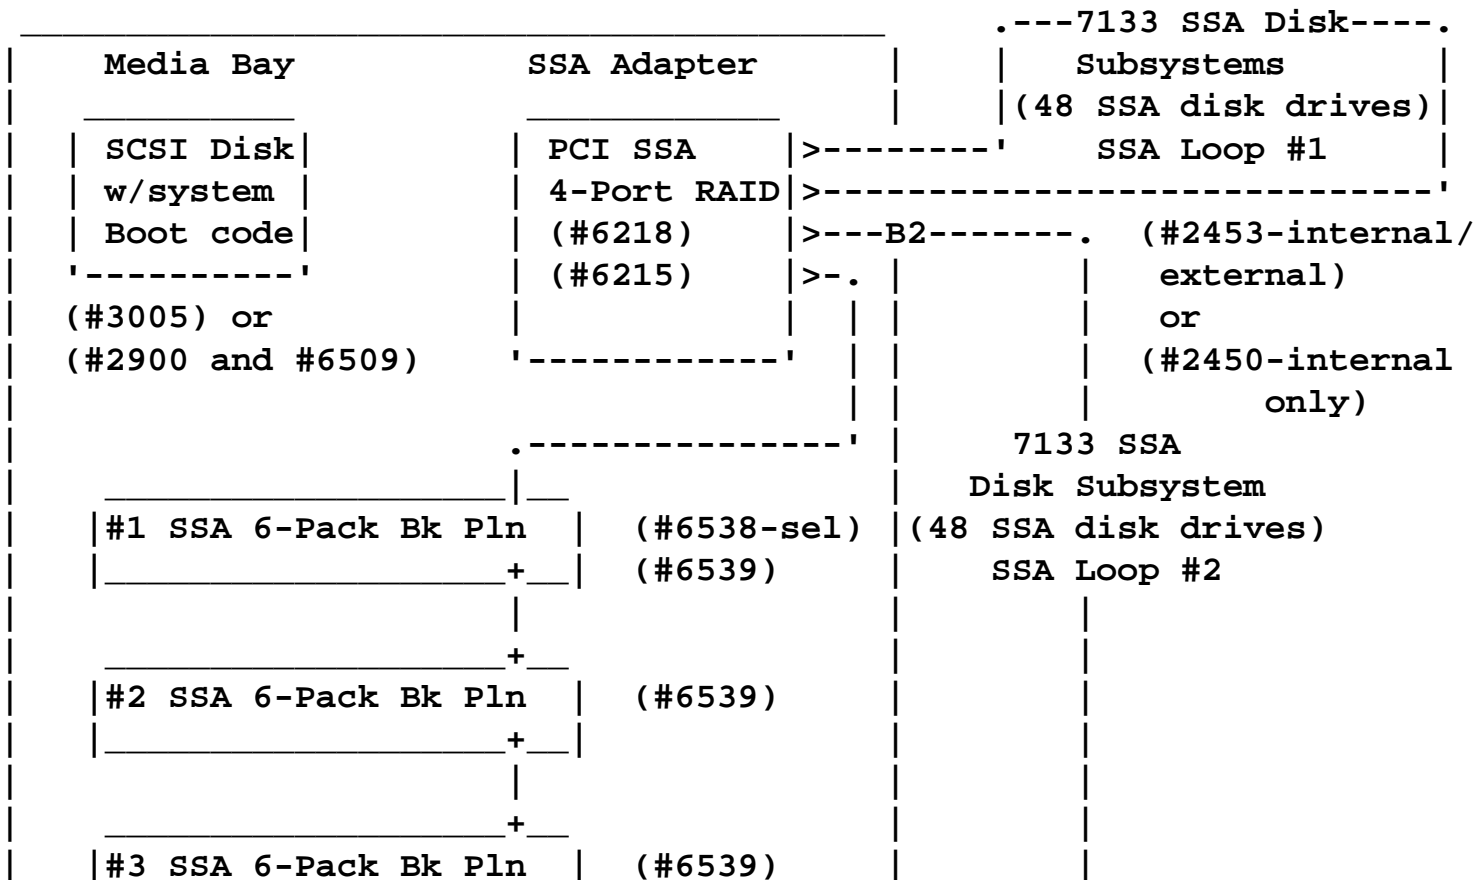 .---7133 SSA Disk----.
Media Bay SSA Adapter Subsystems
(48 SSA disk drives)
SCSI Disk PCI SSA >--------' SSA Loop #1
w/system 4-Port RAID >-----------------------------'
Boot code (#6218) >---B2-------. (#2453-internal/
'----------' (#6215) >-. external)
(#3005) or or
(#2900 and #6509) '------------' (#2450-internal
only)
.---------------' 7133 SSA
Disk Subsystem
#1 SSA 6-Pack Bk Pln (#6538-sel) (48 SSA disk drives)
+ (#6539) SSA Loop #2
+
#2 SSA 6-Pack Bk Pln (#6539)
+
+
#3 SSA 6-Pack Bk Pln (#6539)